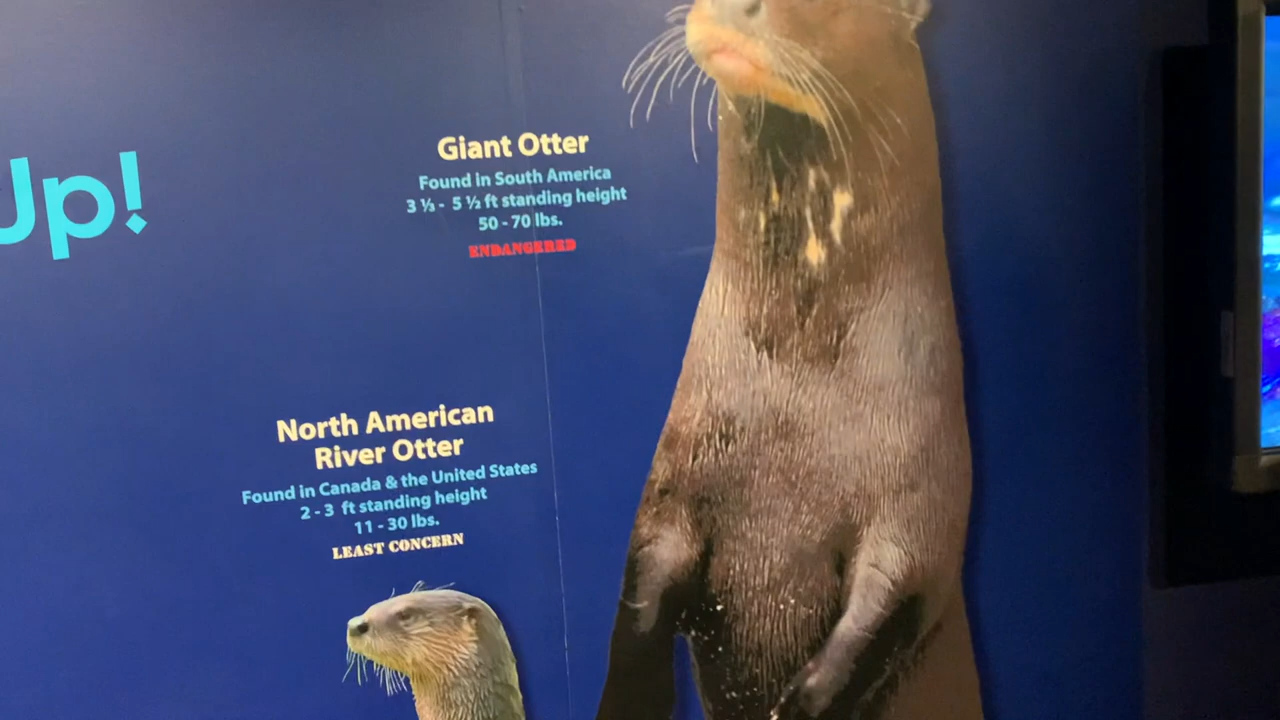 Up!
Giant Otter
Found in South America
3 ⅓ - 5 ½ ft standing height
50 - 70 lbs.
ENDANGERED
North American
River Otter
Found in Canada & the United States
2 - 3 ft standing height
11 - 30 lbs.
LEAST CONCERN